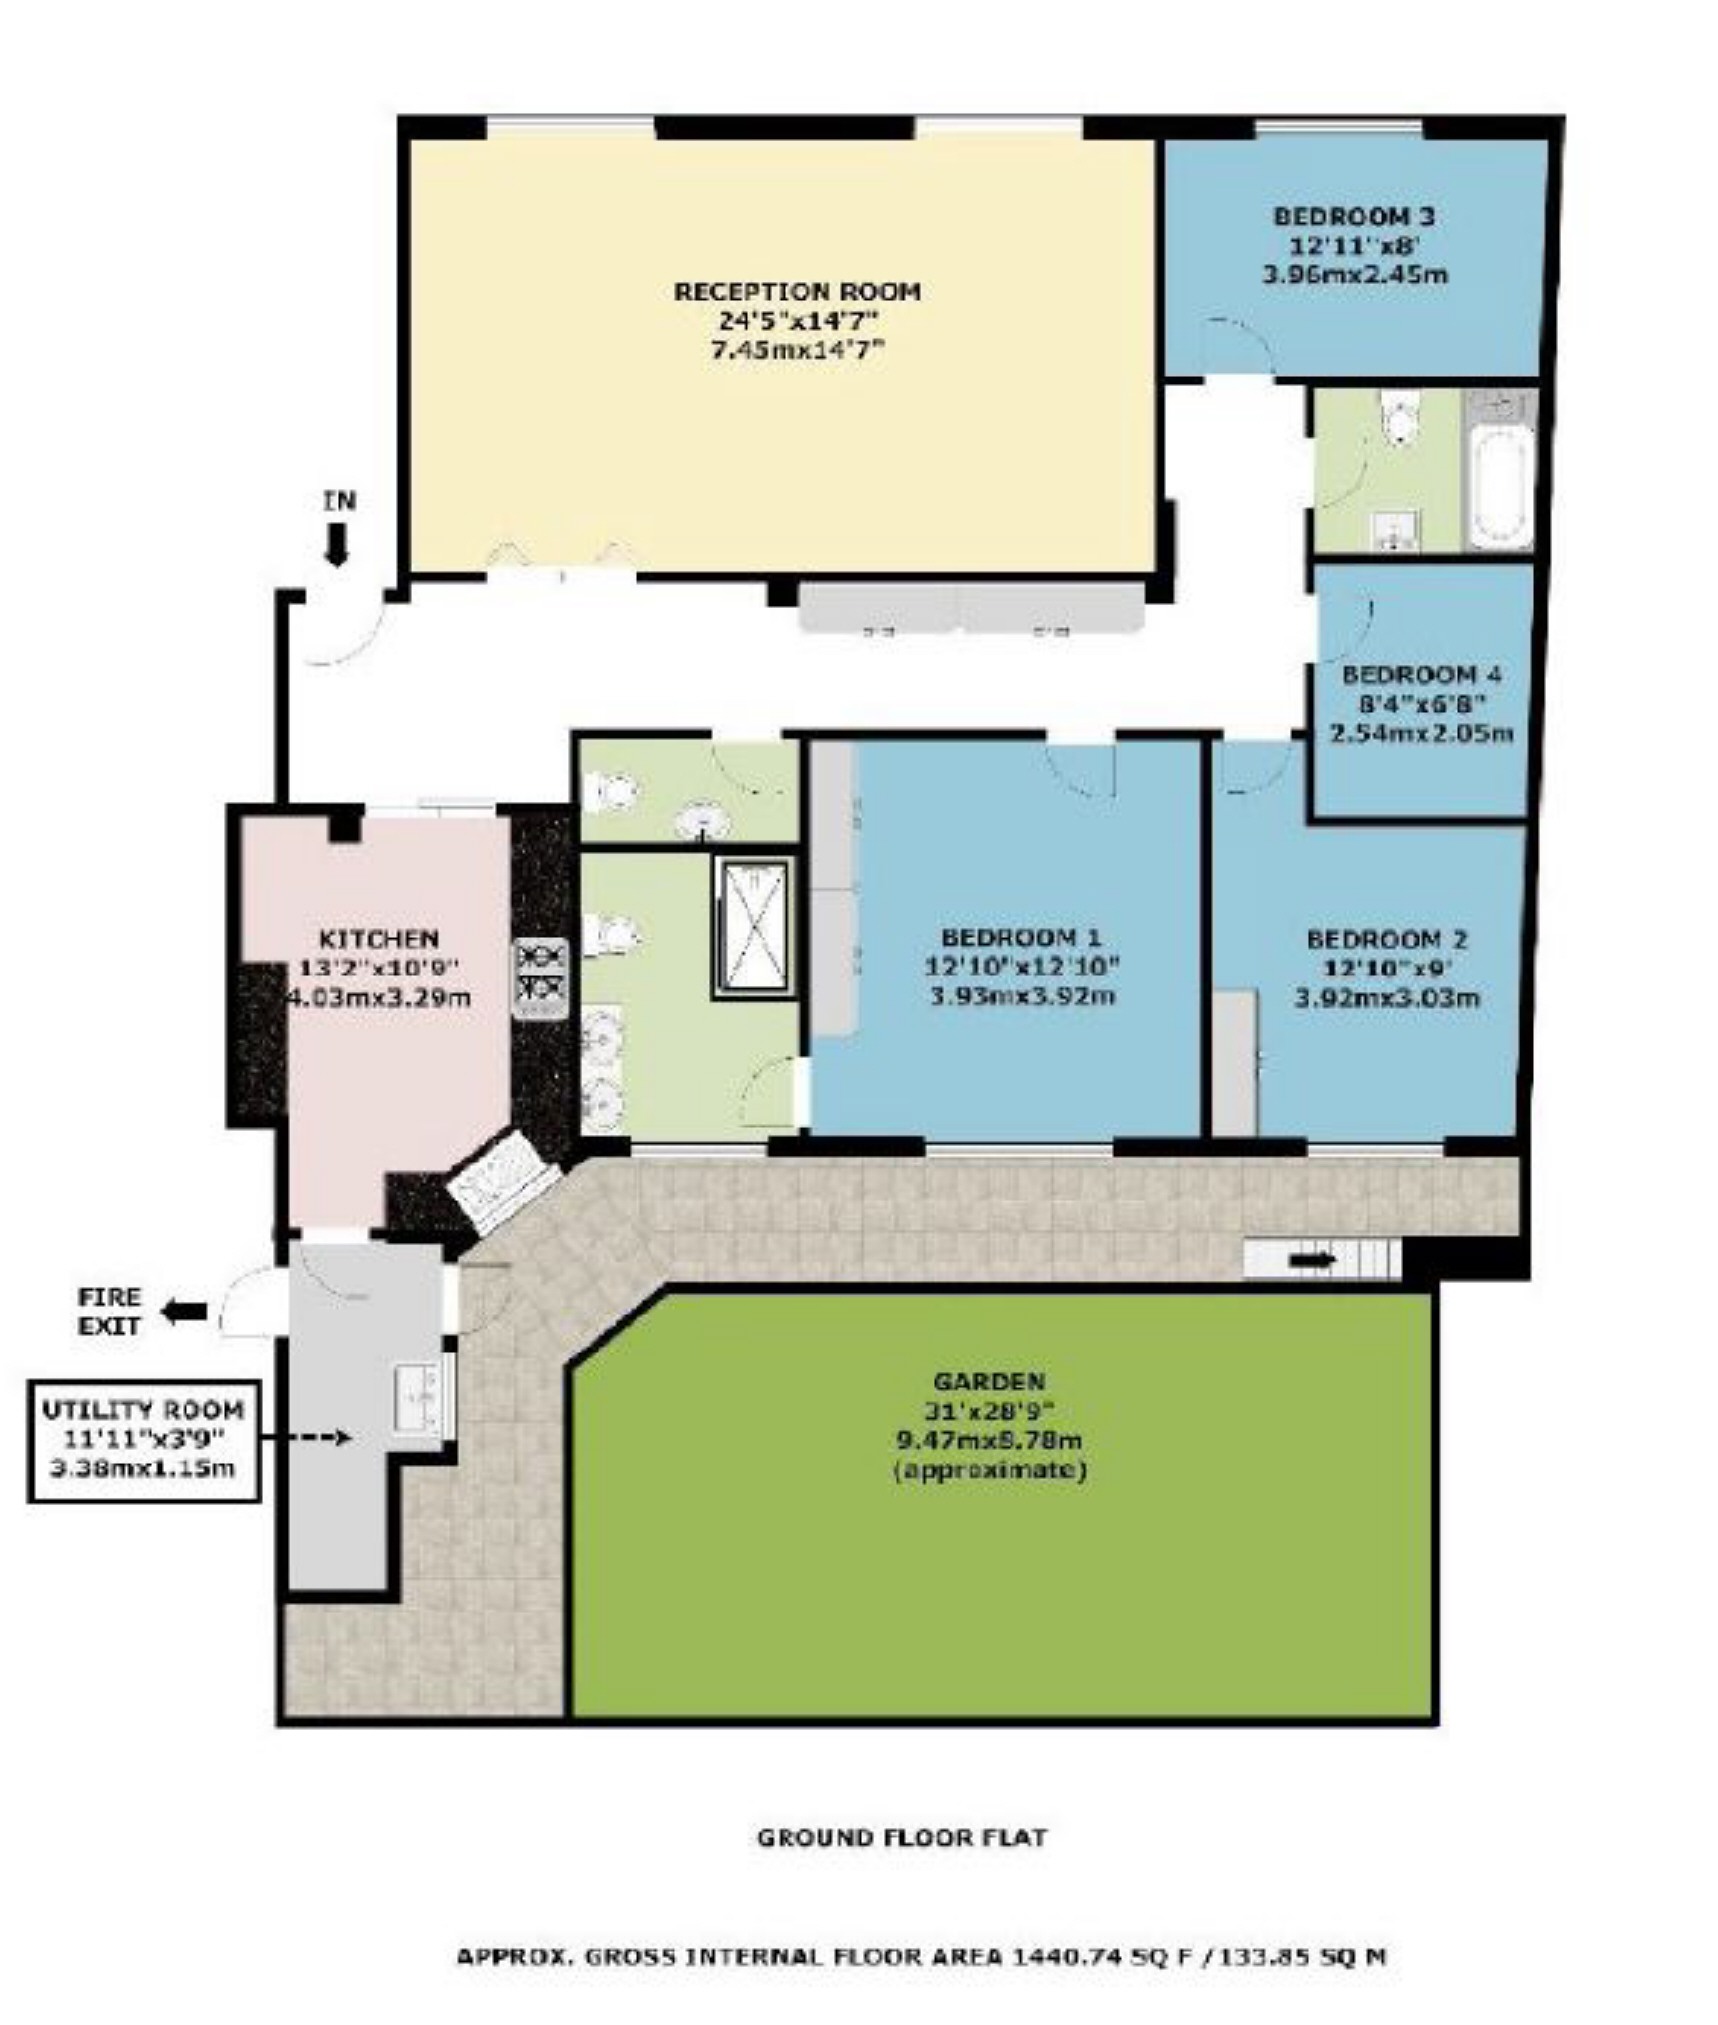 BEDROOM 3
12'11"x8'
3.96mx2.45m
RECEPTION ROOM
24'5"x14'7"
7.45mx14'7"
IN
BEDROOM 4
8'4"x6'8"
2.54mx2.05m
KITCHEN
13'2"x10'9"
4.03mx3.29m
BEDROOM 1
12'10"x12'10"
3.93mx3.92m
BEDROOM 2
12'10"x9'
3.92mx3.03m
FIRE
EXIT
UTILITY ROOM
11'11"x3'9"
3.38mx1.15m
GARDEN
31'x28'9"
9.47mx8.78m
(approximate)
GROUND FLOOR FLAT
APPROX. GROSS INTERNAL FLOOR AREA 1440.74 SQ F /133.85 SQ M